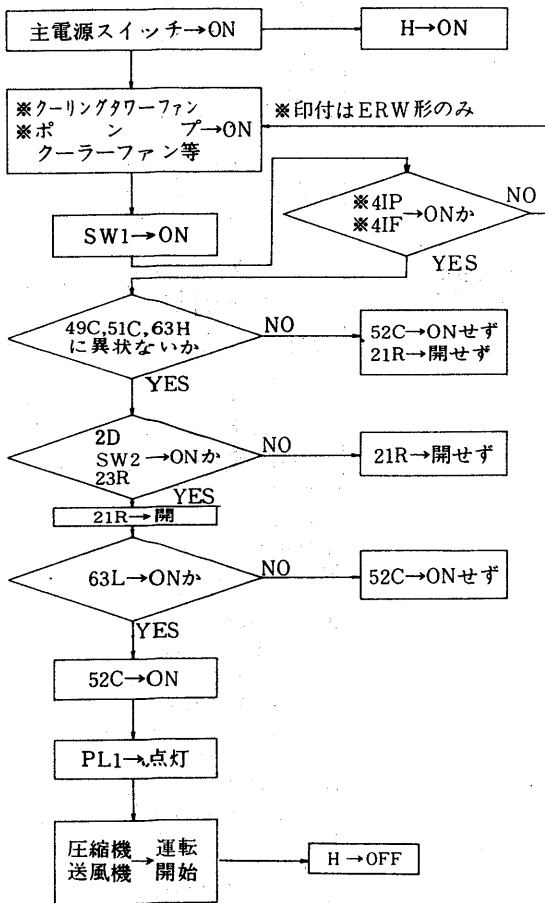 主電源スイッチ→ON
H→ON
※クーリングタワーファン
※ポンプ→ON
クーラーファン等
※印付はERW形のみ
SW1→ON
※4IP
※4IF→ONか
NO
YES
49C,51C,63H
に異状ないか
NO
52C→ONせず
21R→開せず
YES
2D
SW2→ONか
23R
NO
21R→開せず
YES
21R→開
63L→ONか
NO
52C→ONせず
YES
52C→ON
PL1→点灯
圧縮機→運転
送風機 開始
H→OFF